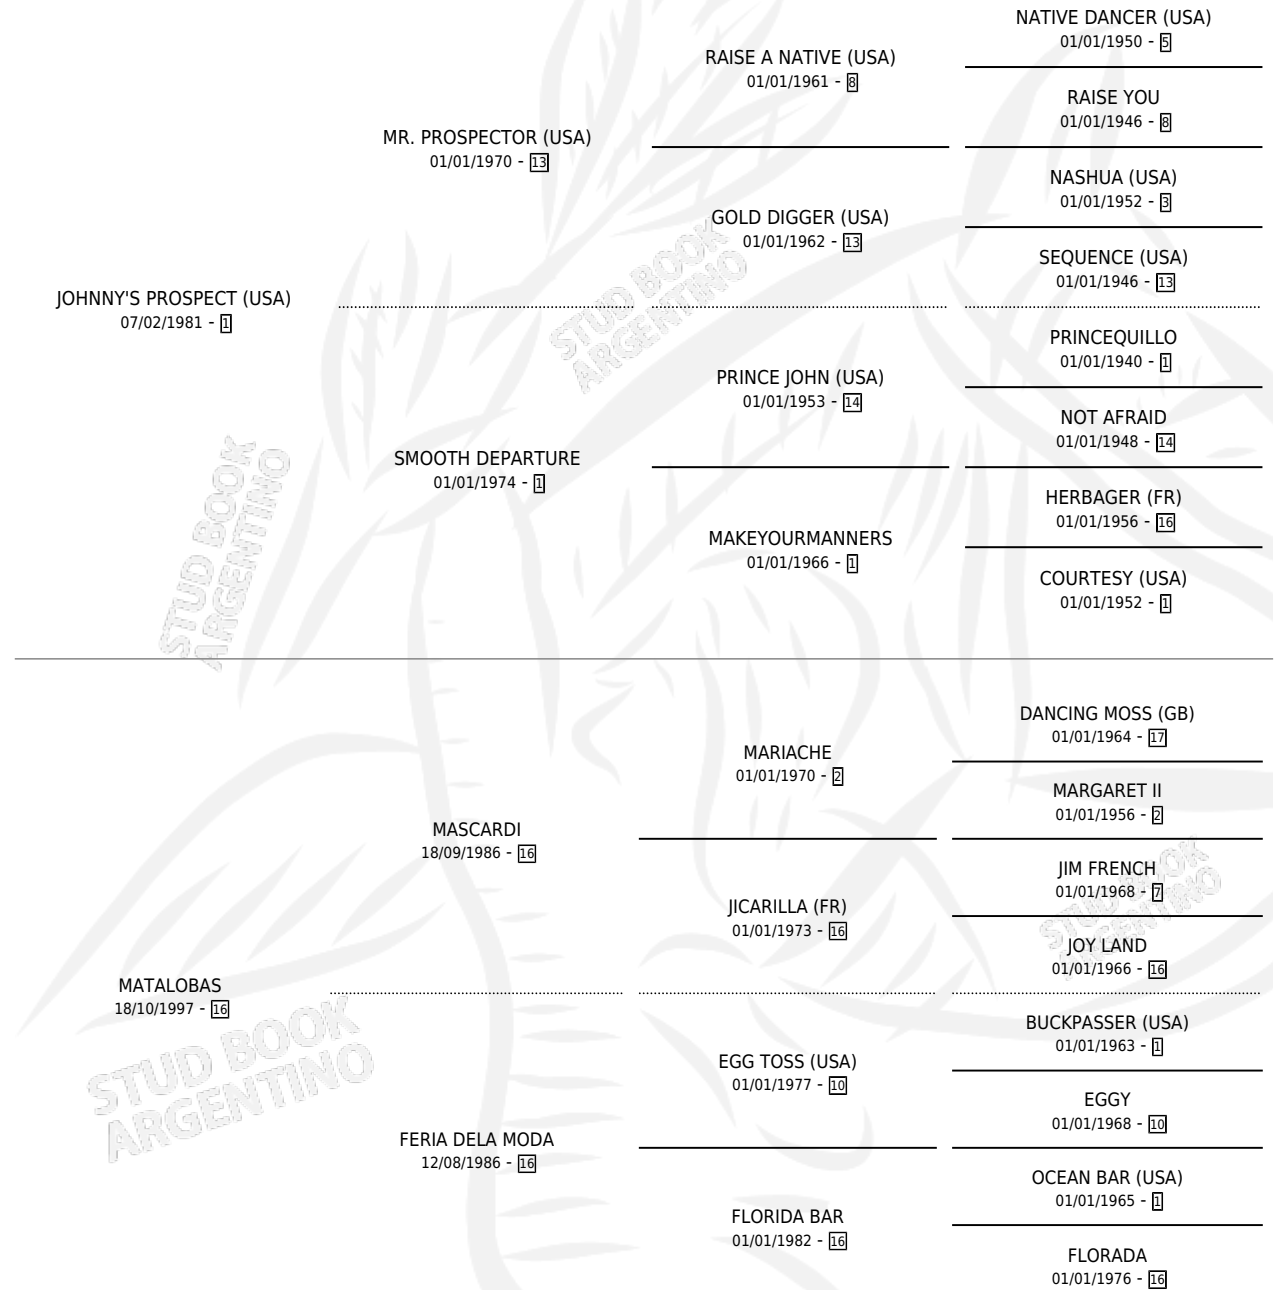 NATIVE DANCER (USA)
01/01/1950 - 5
RAISE A NATIVE (USA)
01/01/1961 - 8
RAISE YOU
01/01/1946 - 8
MR. PROSPECTOR (USA)
01/01/1970 - 13
NASHUA (USA)
01/01/1952 - 3
GOLD DIGGER (USA)
01/01/1962 - 13
SEQUENCE (USA)
01/01/1946 - 13
JOHNNY'S PROSPECT (USA)
07/02/1981 - 1
PRINCEQUILLO
01/01/1940 - 1
PRINCE JOHN (USA)
01/01/1953 - 14
NOT AFRAID
01/01/1948 - 14
SMOOTH DEPARTURE
01/01/1974 - 1
HERBAGER (FR)
01/01/1956 - 16
MAKEYOURMANNERS
01/01/1966 - 1
COURTESY (USA)
01/01/1952 - 1
DANCING MOSS (GB)
01/01/1964 - 17
MARIACHE
01/01/1970 - 2
MARGARET II
01/01/1956 - 2
MASCARDI
18/09/1986 - 16
JIM FRENCH
01/01/1968 - 7
JICARILLA (FR)
01/01/1973 - 16
JOY LAND
01/01/1966 - 16
MATALOBAS
18/10/1997 - 16
BUCKPASSER (USA)
01/01/1963 - 1
EGG TOSS (USA)
01/01/1977 - 10
EGGY
01/01/1968 - 10
FERIA DELA MODA
12/08/1986 - 16
OCEAN BAR (USA)
01/01/1965 - 1
FLORIDA BAR
01/01/1982 - 16
FLORADA
01/01/1976 - 16
STUD BOOK
ARGENTINO
STUD BOOK
ARGENTINO
STUD BOOK
ARGENTINO
STUD BOOK
ARGENTINO